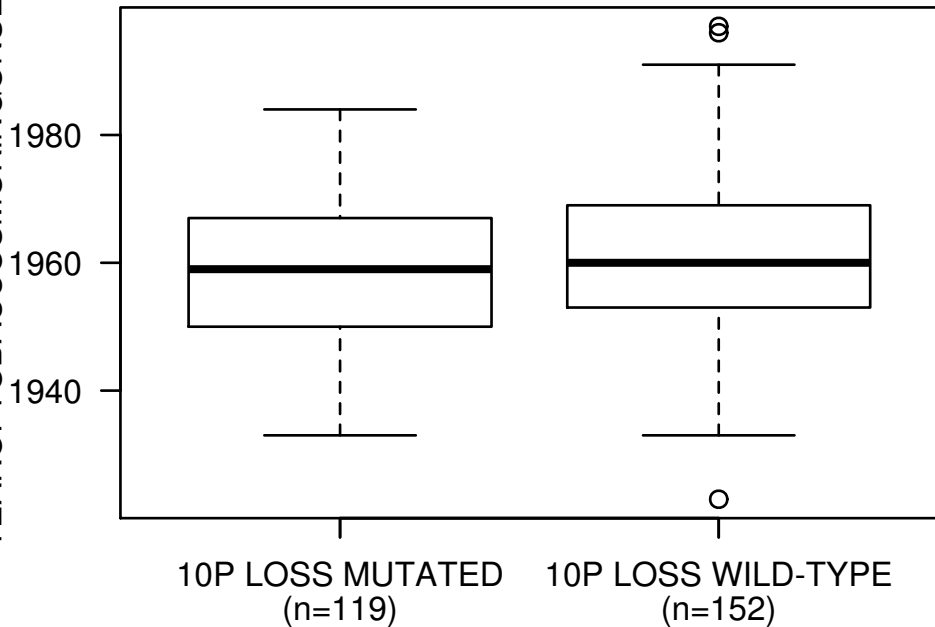 1980
1960
1940
10P LOSS MUTATED
(n=119)
10P LOSS WILD-TYPE
(n=152)